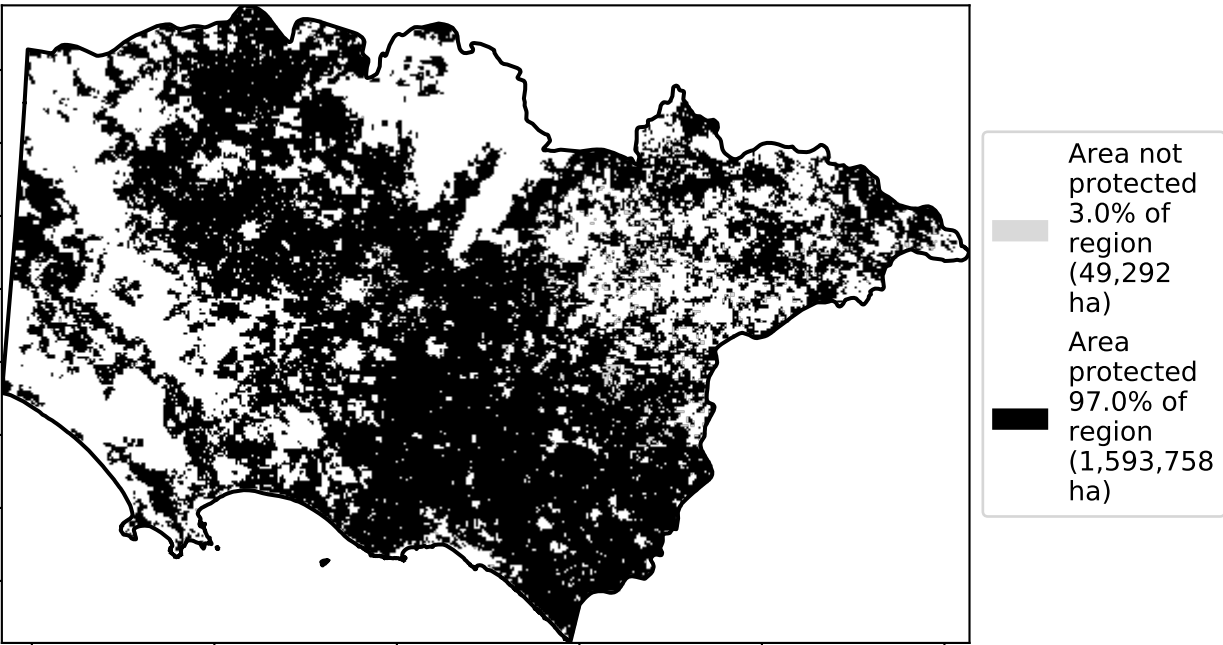 Area not
protected
3.0% of
region
(49,292
ha)
Area
protected
97.0% of
region
(1,593,758
ha)